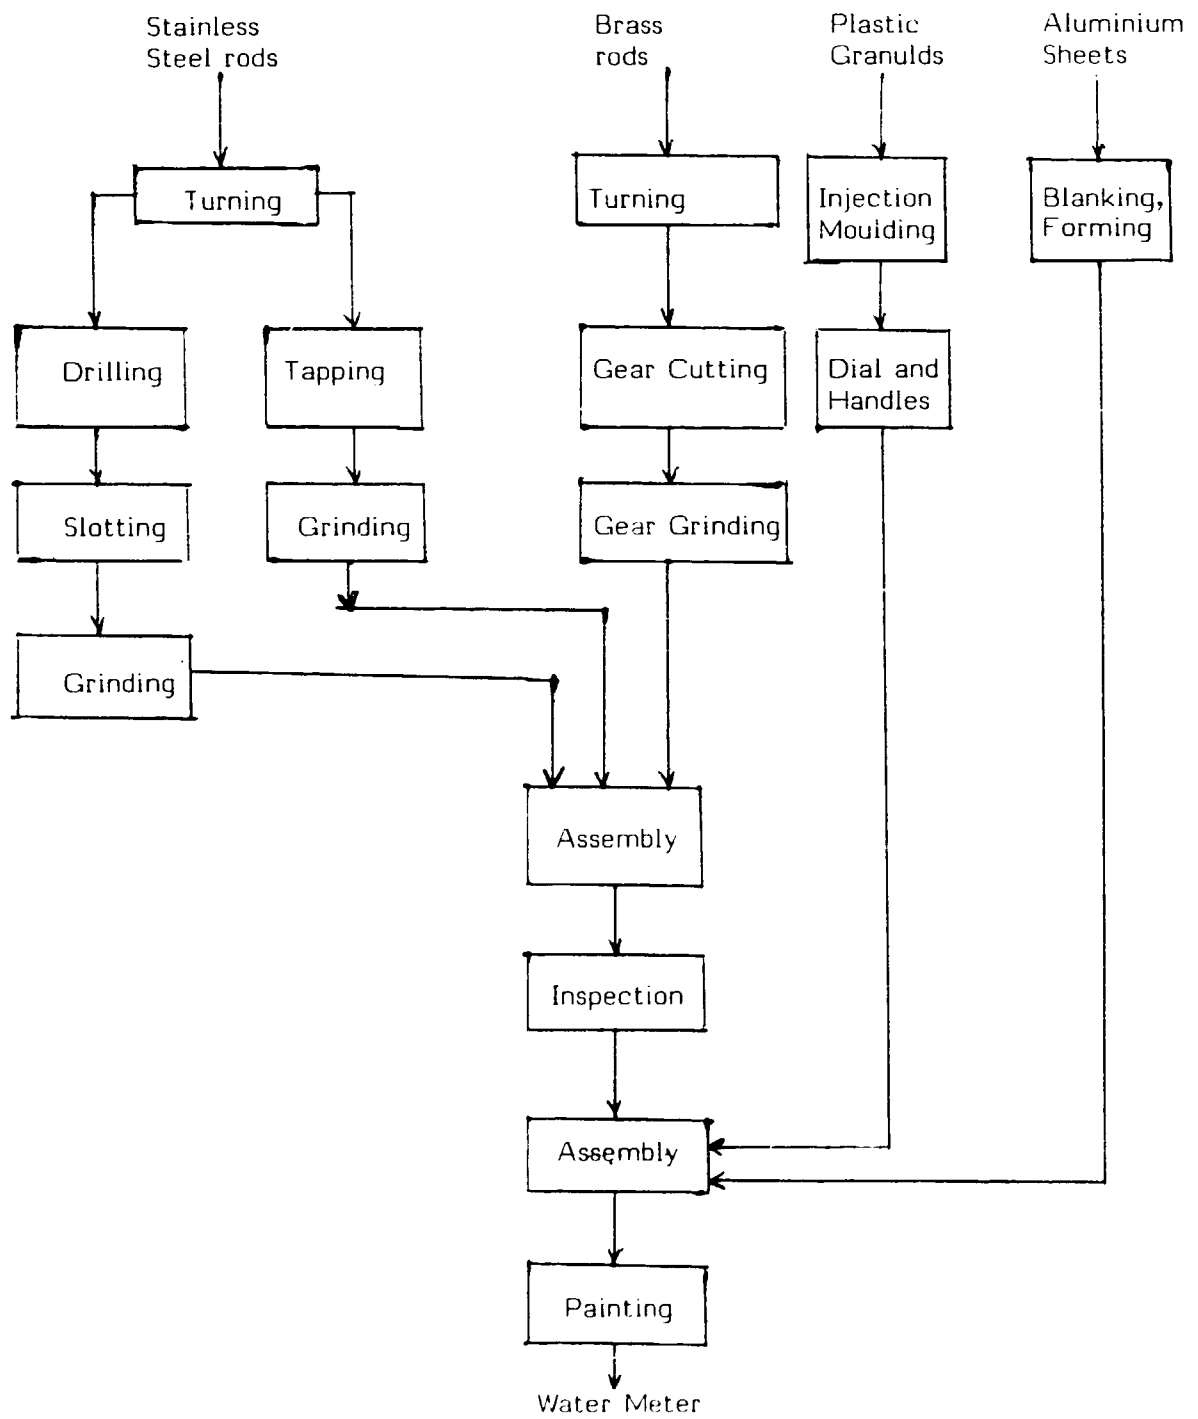 Stainless
Steel rods
Brass
rods
Plastic
Granulds
Aluminium
Sheets
Turning
Turning
Injection
Moulding
Blanking,
Forming
Drilling
Tapping
Gear Cutting
Dial and
Handles
Slotting
Grinding
Gear Grinding
Grinding
Assembly
Inspection
Assembly
Painting
Water Meter